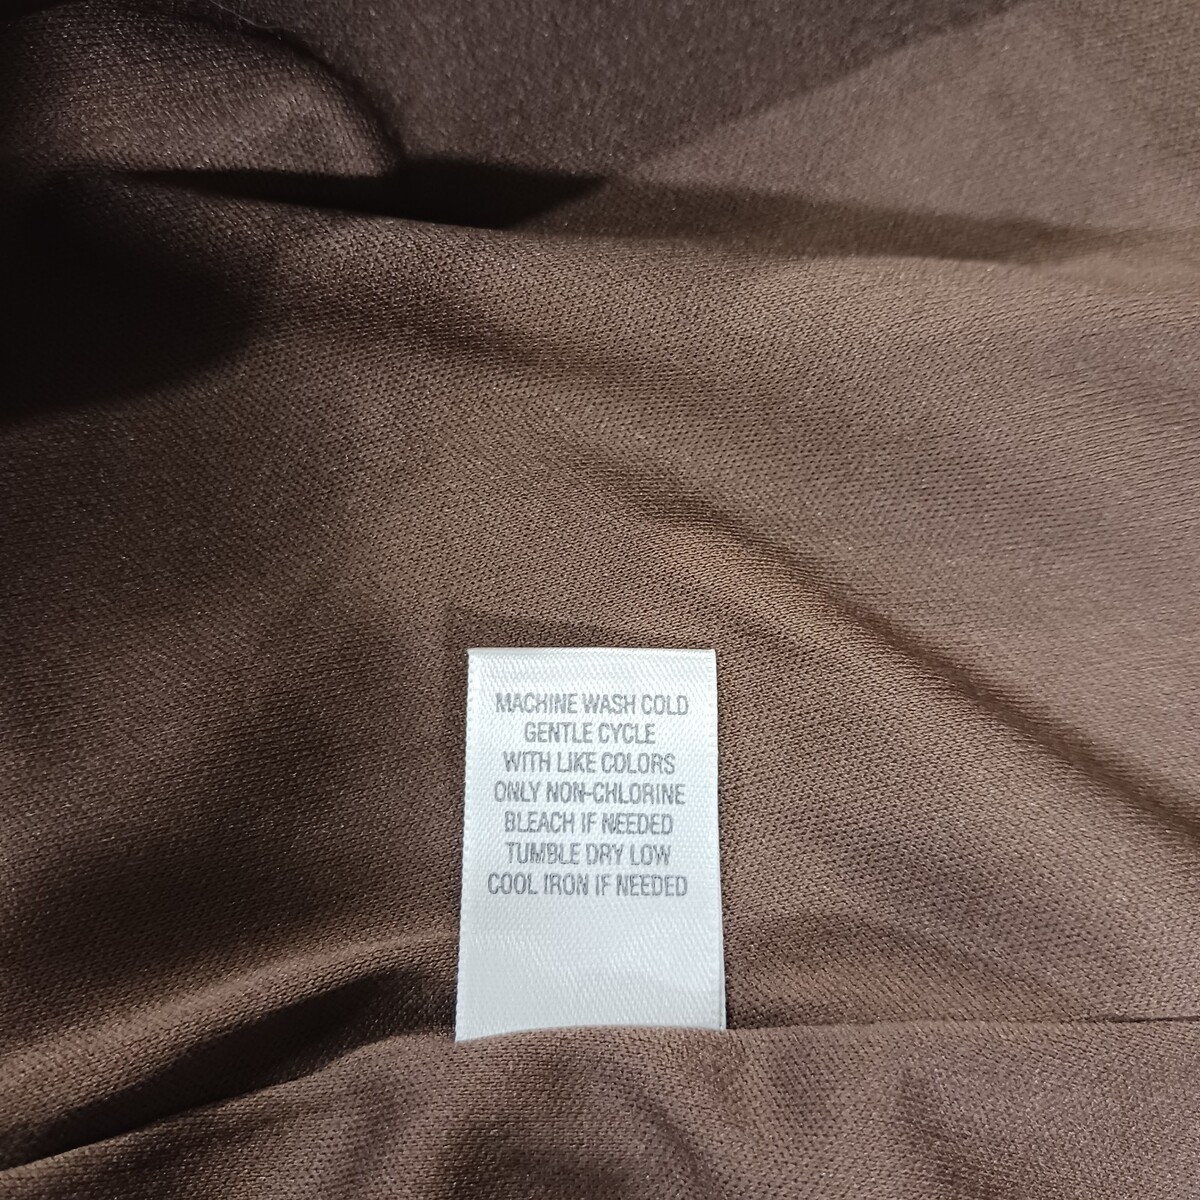 MACHINE WASH COLD
GENTLE CYCLE
WITH LIKE COLORS
ONLY NON-CHLORINE
BLEACH IF NEEDED
TUMBLE DRY LOW
COOL IRON IF NEEDED